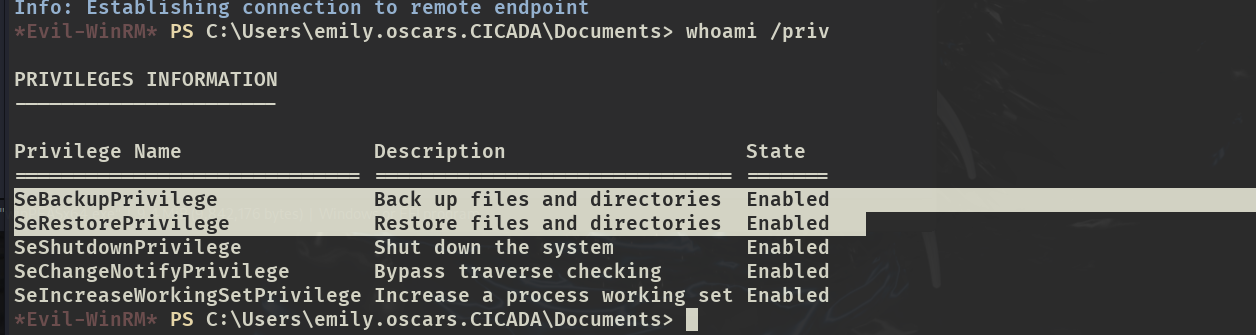 Info: Establishing connection to remote endpoint
*Evil-WinRM* PS C:\Users\emily.oscars.CICADA\Documents> whoami /priv
PRIVILEGES INFORMATION
----------------------
Privilege Name Description State
============================= ============================== =======
SeBackupPrivilege Back up files and directories Enabled
SeRestorePrivilege Restore files and directories Enabled
SeShutdownPrivilege Shut down the system Enabled
SeChangeNotifyPrivilege Bypass traverse checking Enabled
SeIncreaseWorkingSetPrivilege Increase a process working set Enabled
*Evil-WinRM* PS C:\Users\emily.oscars.CICADA\Documents>